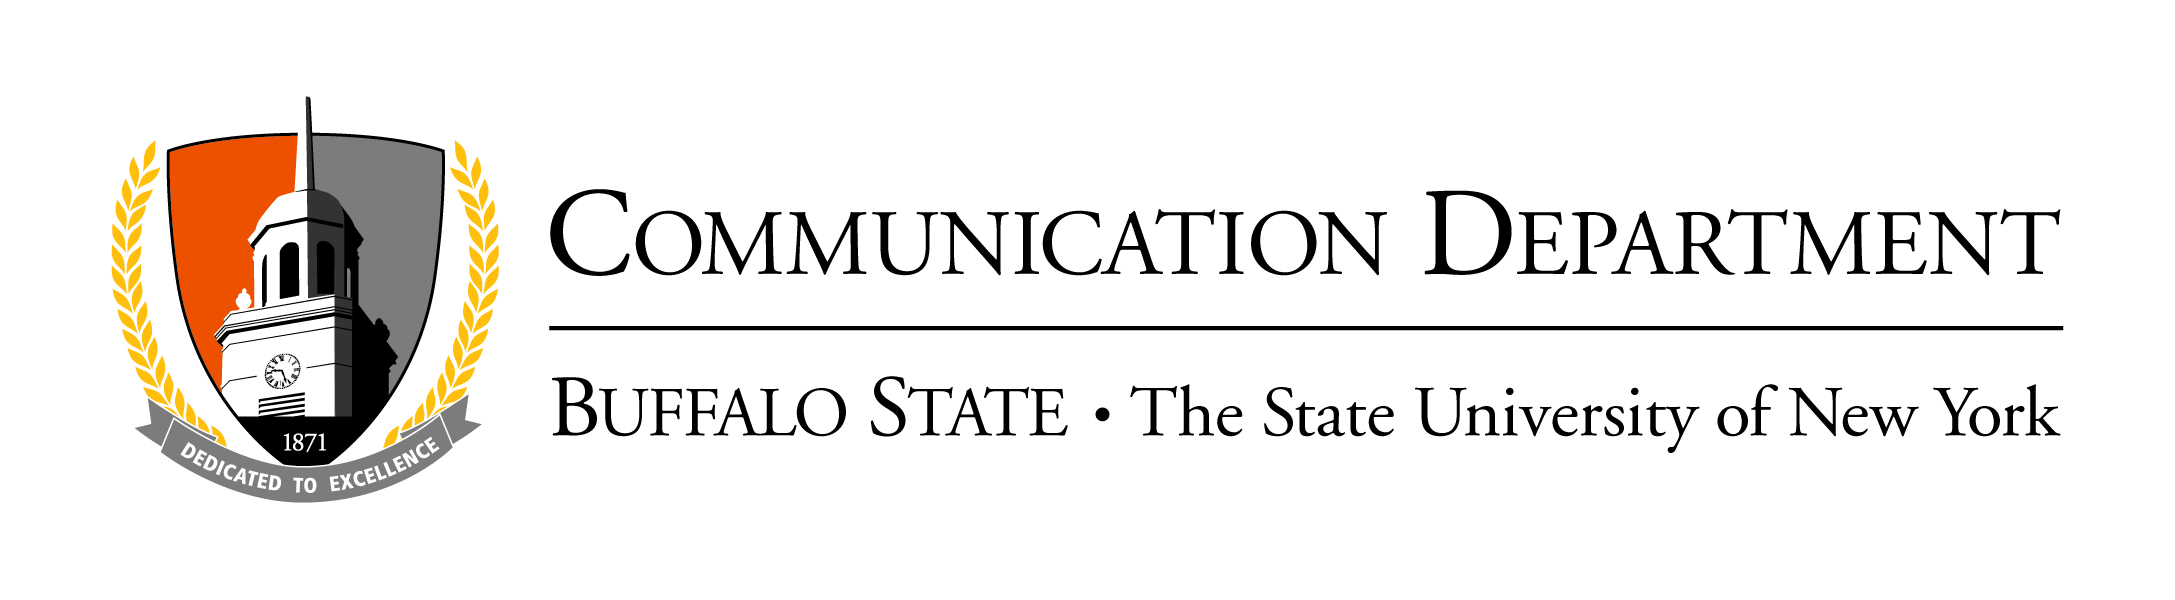 1871
DEDICATED TO EXCELLENCE
COMMUNICATION DEPARTMENT
BUFFALO STATE • The State University of New York